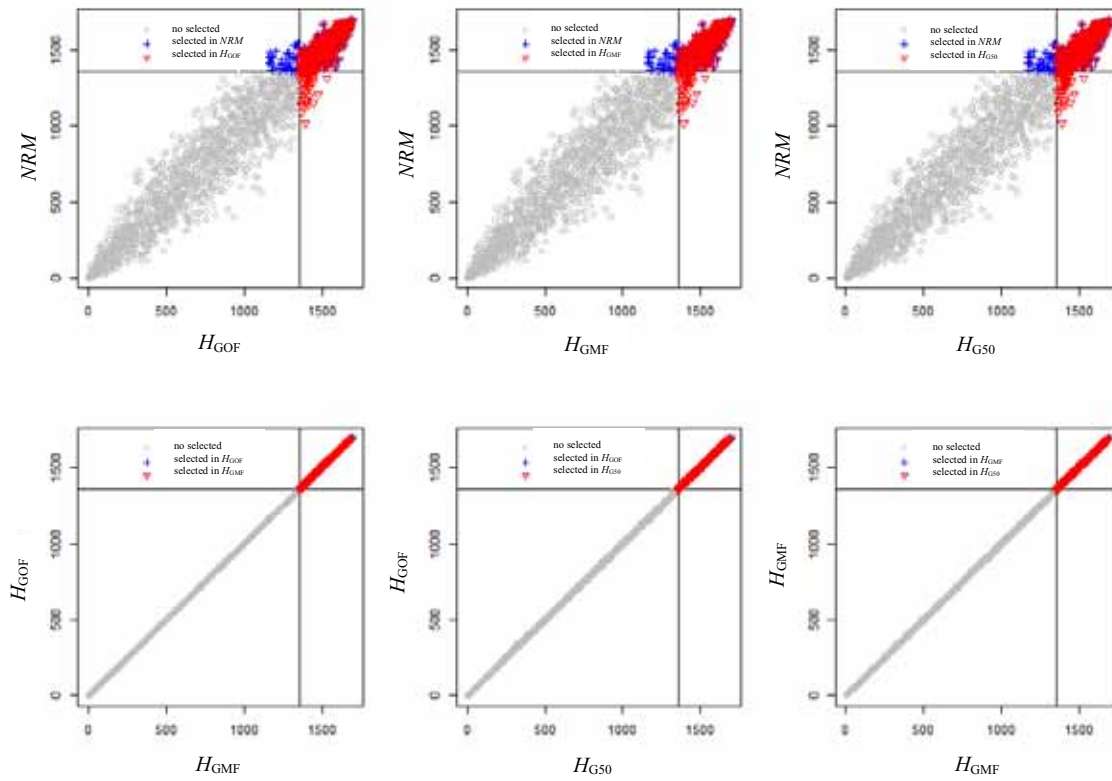 no selected
selected in NRM
selected in HGOF
NRM
0 500 1000 1500
0 500 1000 1500
HGOF
no selected
selected in NRM
selected in HGMF
NRM
0 500 1000 1500
0 500 1000 1500
HGMF
no selected
selected in NRM
selected in HG50
NRM
0 500 1000 1500
0 500 1000 1500
HG50
no selected
selected in HGOF
selected in HGMF
HGOF
0 500 1000 1500
0 500 1000 1500
HGMF
no selected
selected in HGOF
selected in HG50
HGOF
0 500 1000 1500
0 500 1000 1500
HG50
no selected
selected in HGMF
selected in HG50
HGMF
0 500 1000 1500
0 500 1000 1500
HGMF